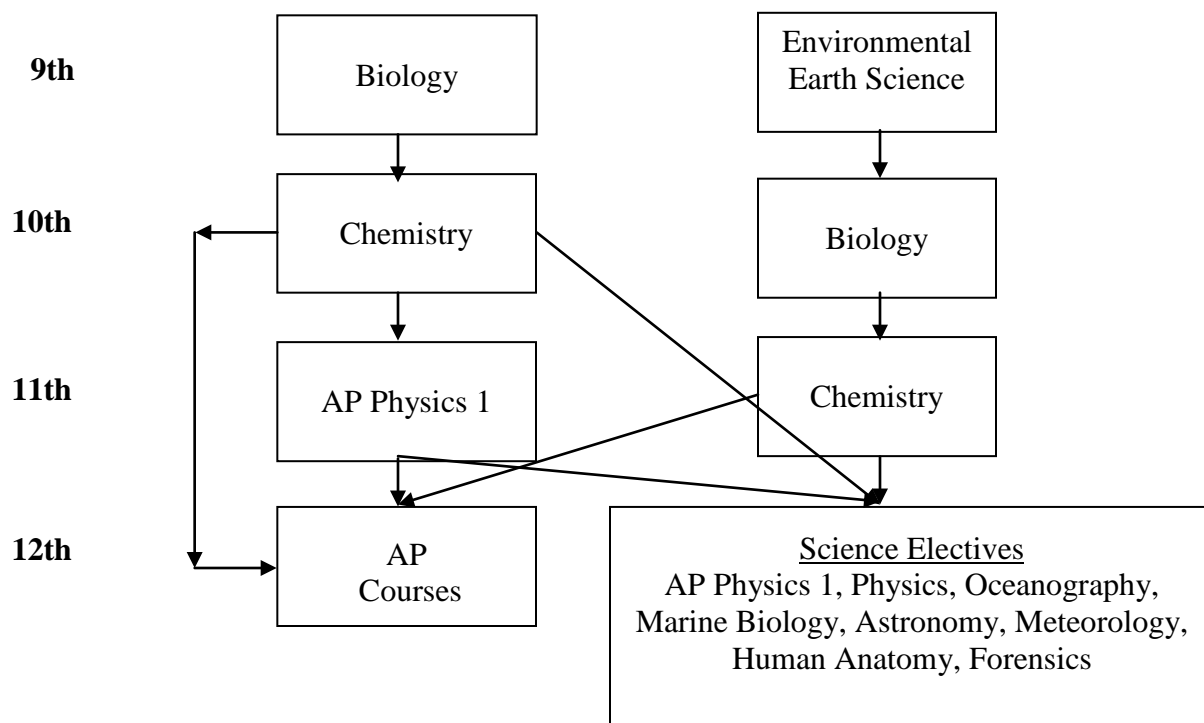 9th
Biology
Environmental
Earth Science
10th
Chemistry
Biology
11th
AP Physics 1
Chemistry
12th
AP
Courses
Science Electives
AP Physics 1, Physics, Oceanography,
Marine Biology, Astronomy, Meteorology,
Human Anatomy, Forensics